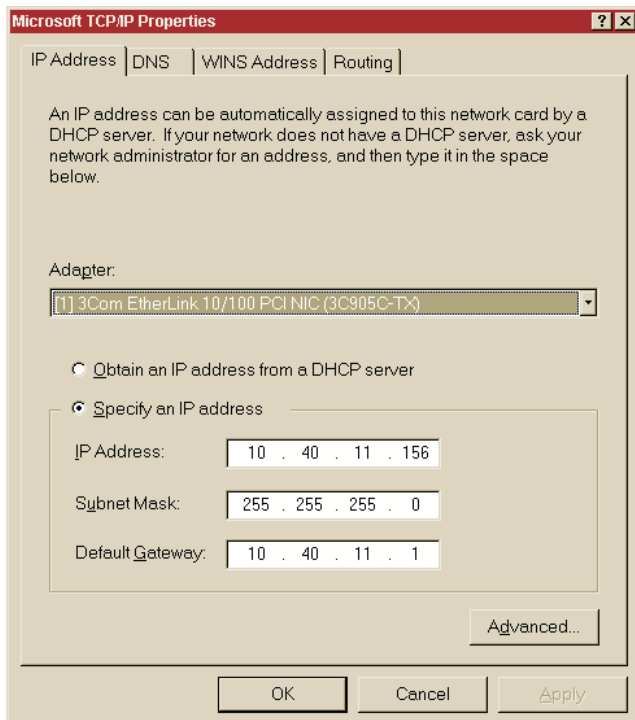 Microsoft TCP/IP Properties
IP Address DNS WINS Address Routing
An IP address can be automatically assigned to this network card by a
DHCP server. If your network does not have a DHCP server, ask your
network administrator for an address, and then type it in the space
below.
Adapter:
[1] 3Com EtherLink 10/100 PCI NIC (3C905C-TX)
Obtain an IP address from a DHCP server
Specify an IP address
IP Address: 10 . 40 . 11 . 156
Subnet Mask: 255 . 255 . 255 . 0
Default Gateway: 10 . 40 . 11 . 1
Advanced...
OK Cancel Apply